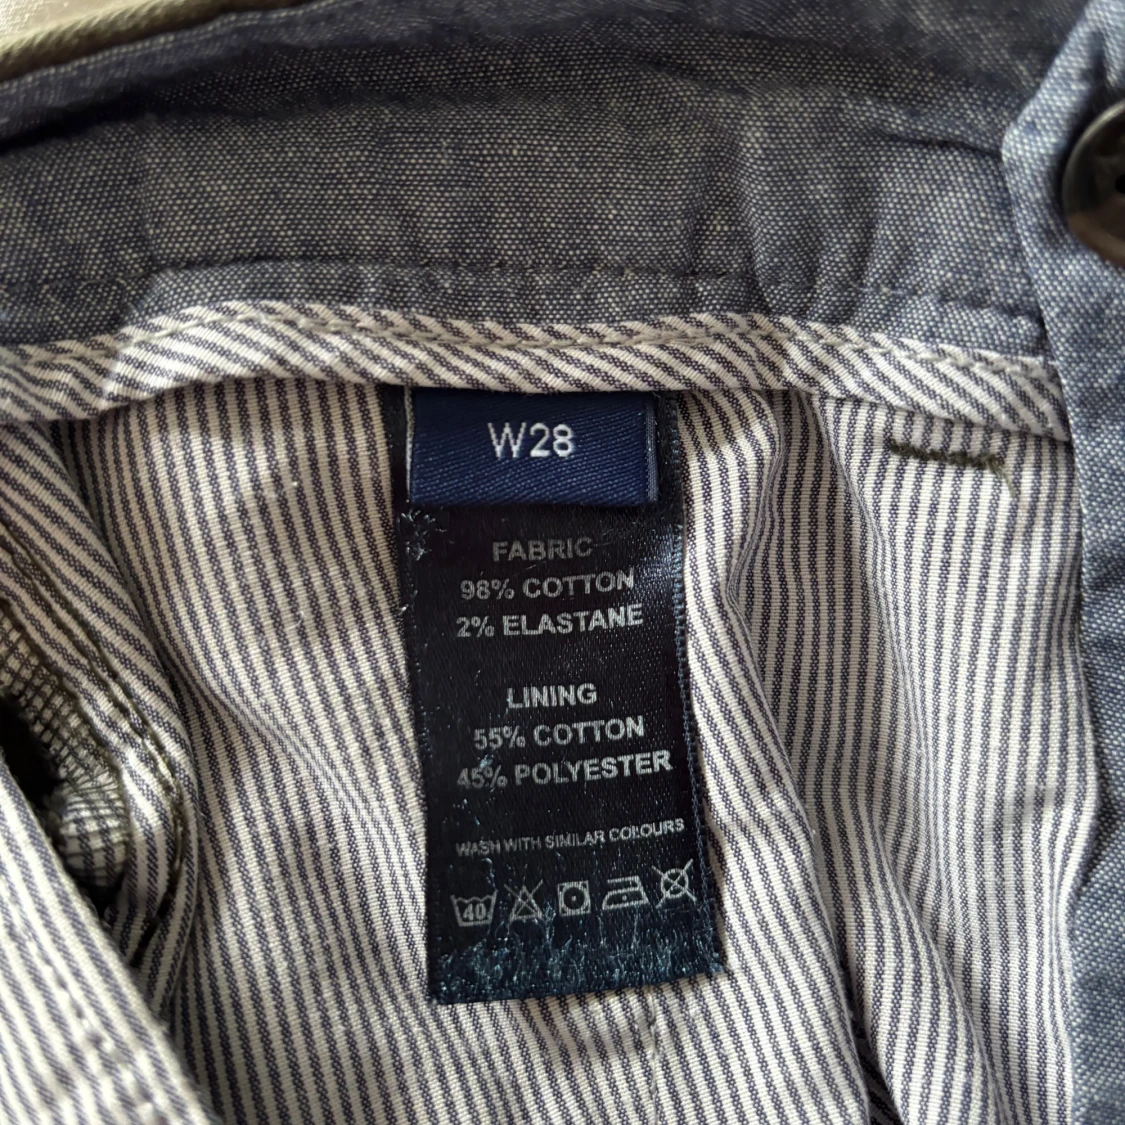 W28
FABRIC
98% COTTON
2% ELASTANE
LINING
55% COTTON
45% POLYESTER
WASH WITH SIMILAR COLOURS
40